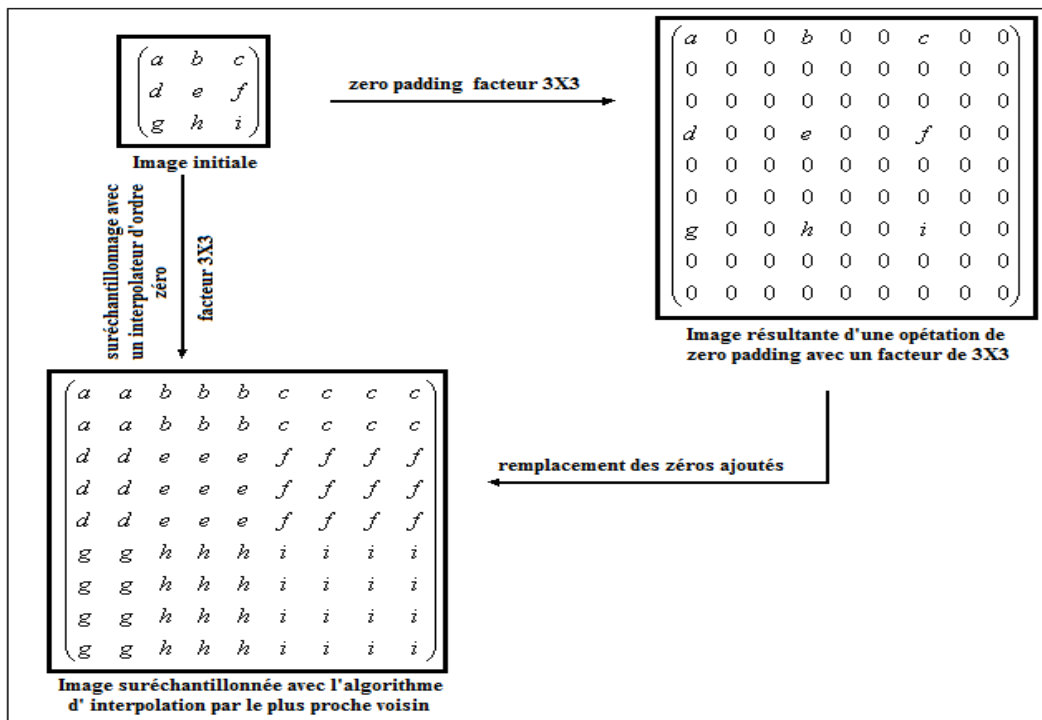 a b c
d e f
g h i
Image initiale
zero padding facteur 3X3
a 0 0 b 0 0 c 0 0
0 0 0 0 0 0 0 0 0
0 0 0 0 0 0 0 0 0
d 0 0 e 0 0 f 0 0
0 0 0 0 0 0 0 0 0
0 0 0 0 0 0 0 0 0
g 0 0 h 0 0 i 0 0
0 0 0 0 0 0 0 0 0
0 0 0 0 0 0 0 0 0
Image résultante d'une opétation de
zero padding avec un facteur de 3X3
suréchantillonnage avec
un interpolateur d'ordre
zéro
facteur 3X3
remplacement des zéros ajoutés
a a b b b c c c c
a a b b b c c c c
d d e e e f f f f
d d e e e f f f f
d d e e e f f f f
g g h h h i i i i
g g h h h i i i i
g g h h h i i i i
g g h h h i i i i
Image suréchantillonnée avec l'algorithme
d' interpolation par le plus proche voisin